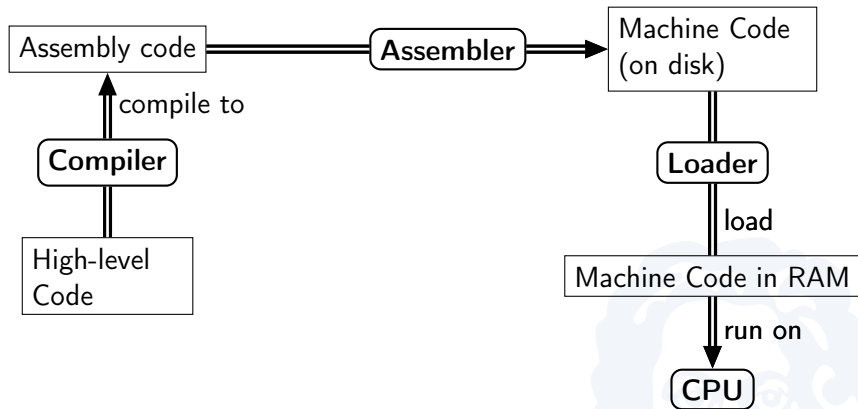 Assembly code
Assembler
Machine Code
(on disk)
compile to
Compiler
Loader
load
High-level
Code
Machine Code in RAM
run on
CPU